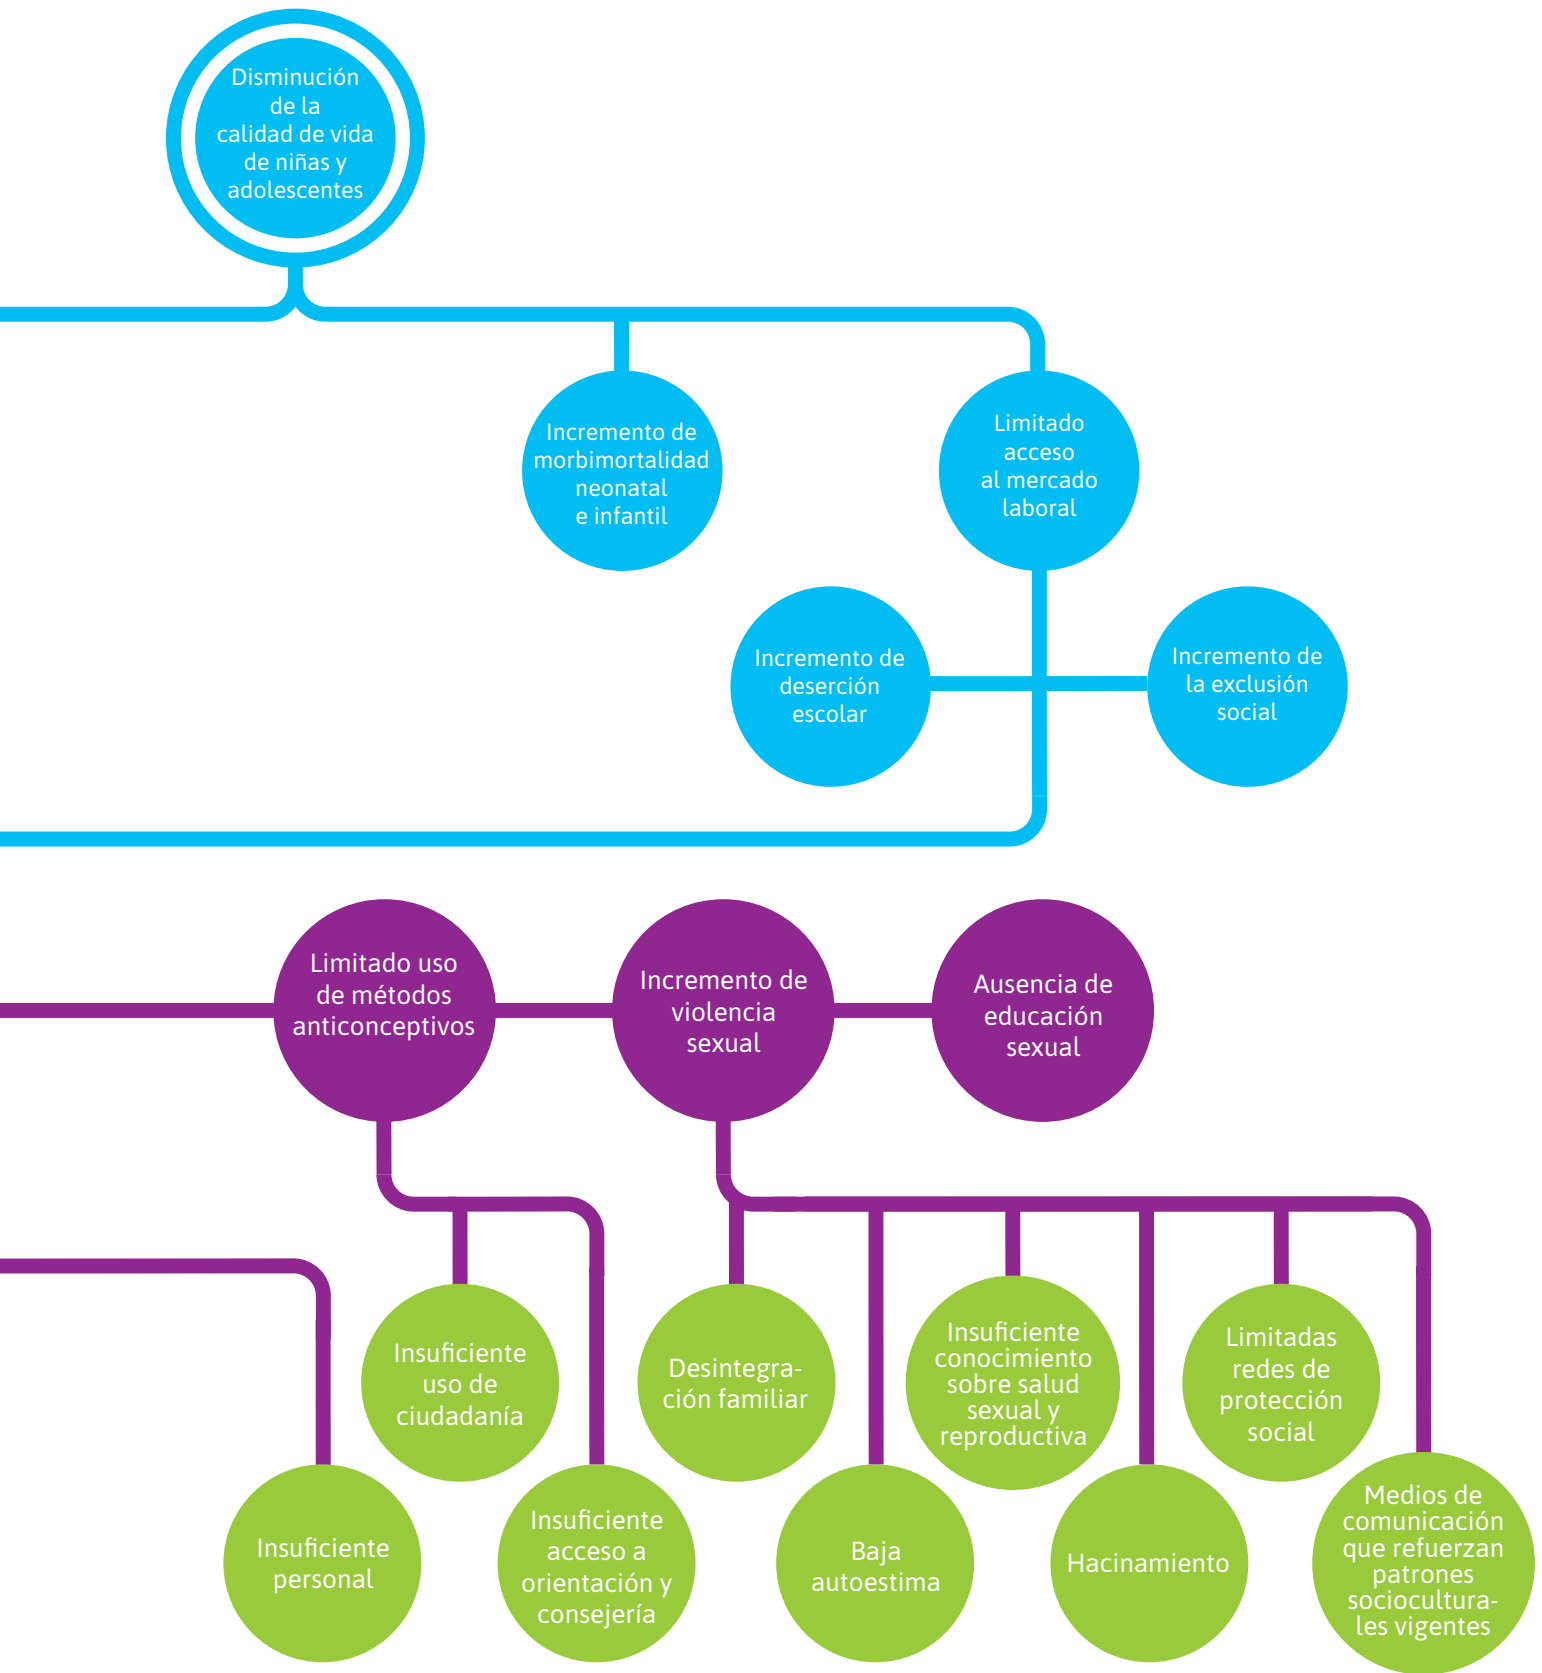 Disminución
de la
calidad de vida
de niñas y
adolescentes
Incremento de
morbimortalidad
neonatal
e infantil
Limitado
acceso
al mercado
laboral
Incremento de
deserción
escolar
Incremento de
la exclusión
social
Limitado uso
de métodos
anticonceptivos
Incremento de
violencia
sexual
Ausencia de
educación
sexual
Insuficiente
uso de
ciudadanía
Desintegra-
ción familiar
Insuficiente
conocimiento
sobre salud
sexual y
reproductiva
Limitadas
redes de
protección
social
Insuficiente
personal
Insuficiente
acceso a
orientación y
consejería
Baja
autoestima
Hacinamiento
Medios de
comunicación
que refuerzan
patrones
sociocultura-
les vigentes